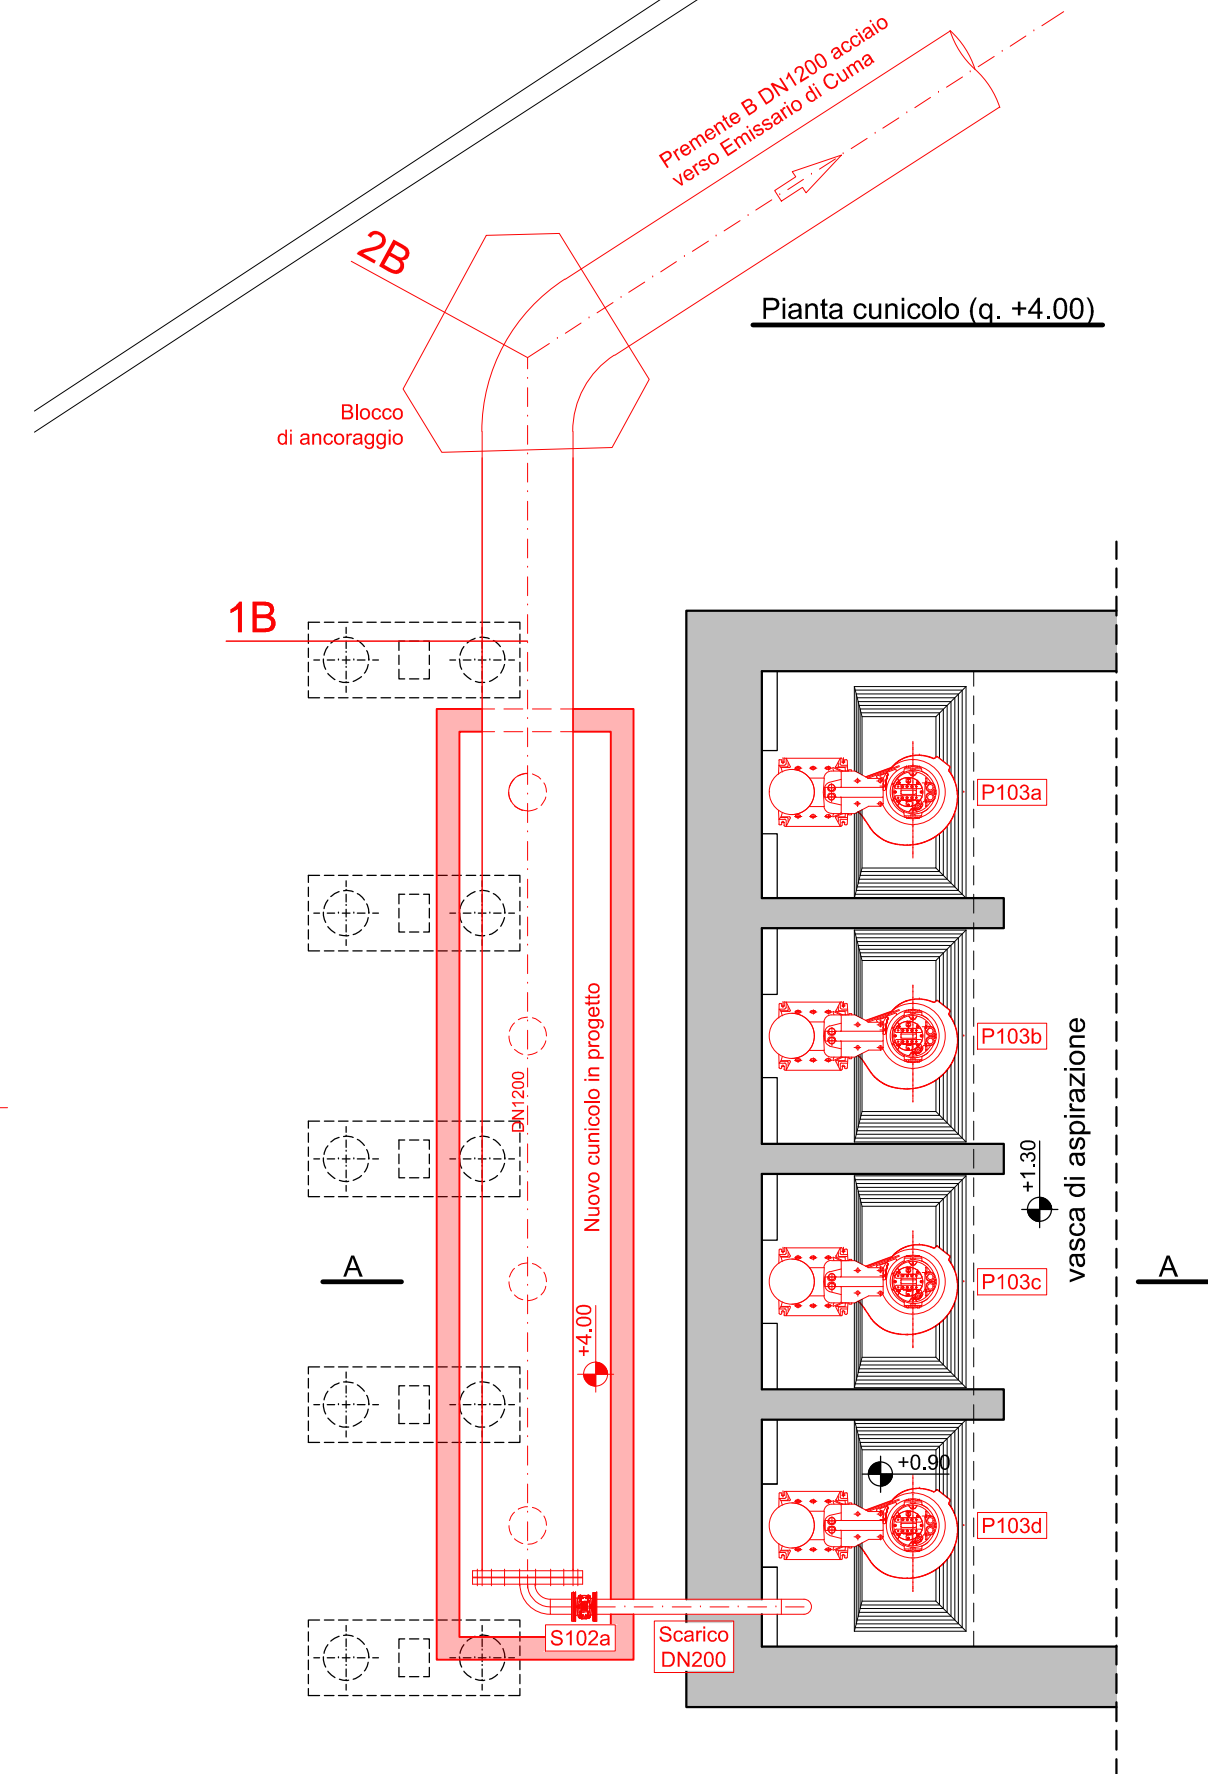 Premente B DN1200 acciaio
verso Emissario di Cuma
2B
Pianta cunicolo (q. +4.00)
Blocco
di ancoraggio
1B
P103a
P103b
P103c
P103d
DN1200
Nuovo cunicolo in progetto
+4.00
+1.30
vasca di aspirazione
A
A
+0.90
S102a
Scarico
DN200